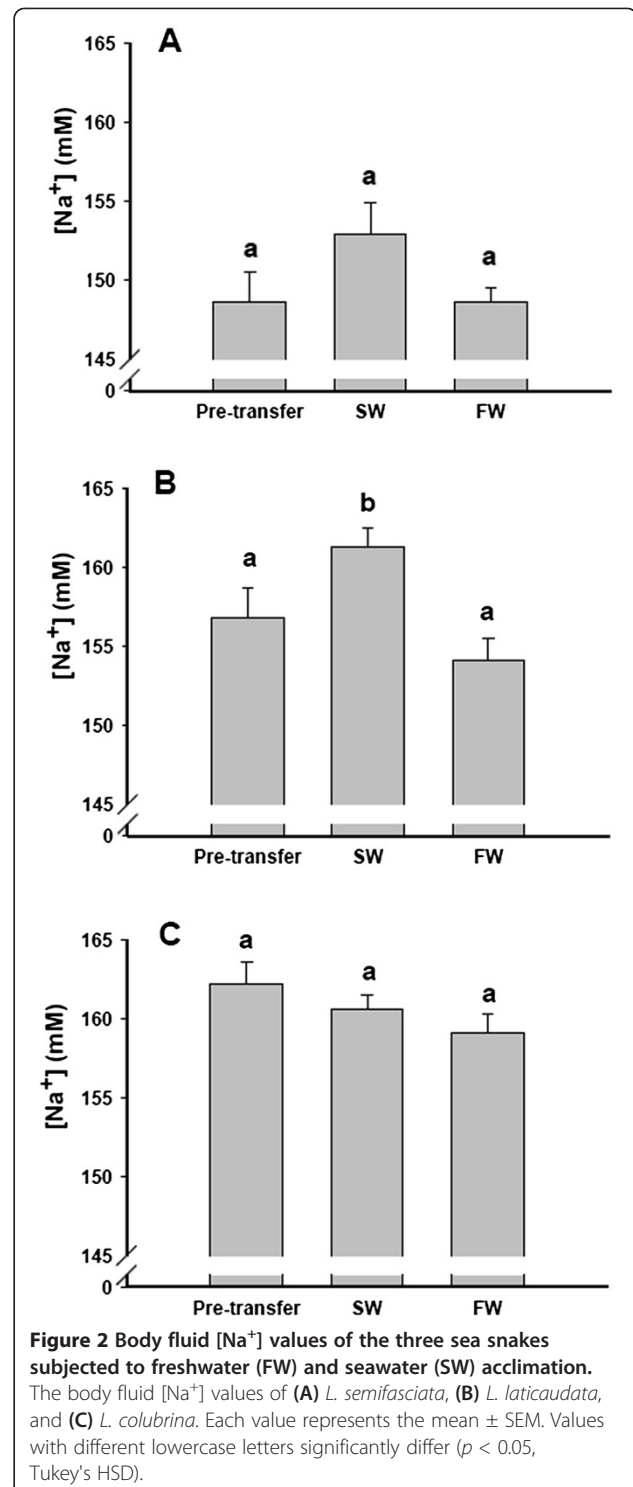 A
165
160
155
150
145
0
[Na⁺] (mM)
a
a
a
Pre-transfer SW FW
B
165
160
155
150
145
0
[Na⁺] (mM)
a
b
a
Pre-transfer SW FW
C
165
160
155
150
145
0
[Na⁺] (mM)
a
a
a
Pre-transfer SW FW
Figure 2 Body fluid [Na⁺] values of the three sea snakes
subjected to freshwater (FW) and seawater (SW) acclimation.
The body fluid [Na⁺] values of (A) L. semifasciata, (B) L. laticaudata,
and (C) L. colubrina. Each value represents the mean ± SEM. Values
with different lowercase letters significantly differ (p < 0.05,
Tukey's HSD).